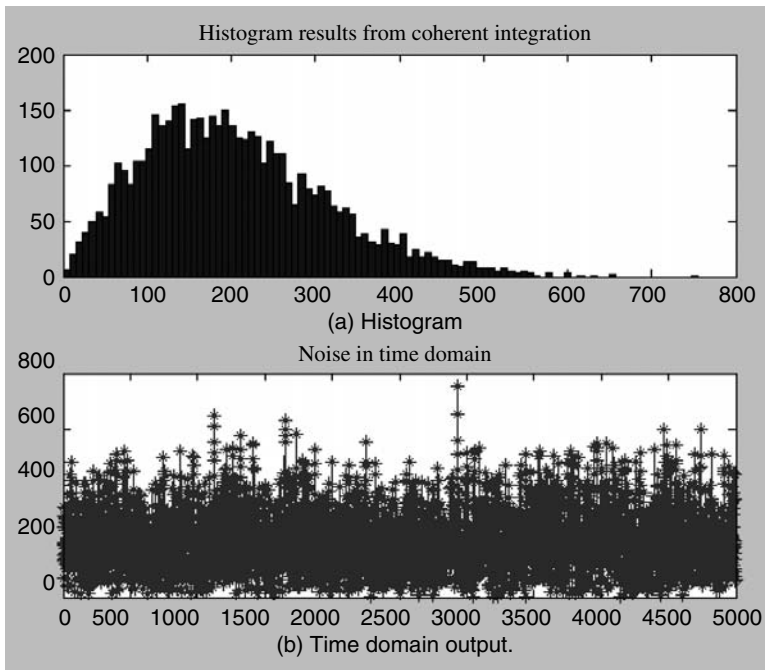 Histogram results from coherent integration
200
150
100
50
0
0 100 200 300 400 500 600 700 800
(a) Histogram
Noise in time domain
800
600
400
200
0
0 500 1000 1500 2000 2500 3000 3500 4000 4500 5000
(b) Time domain output.